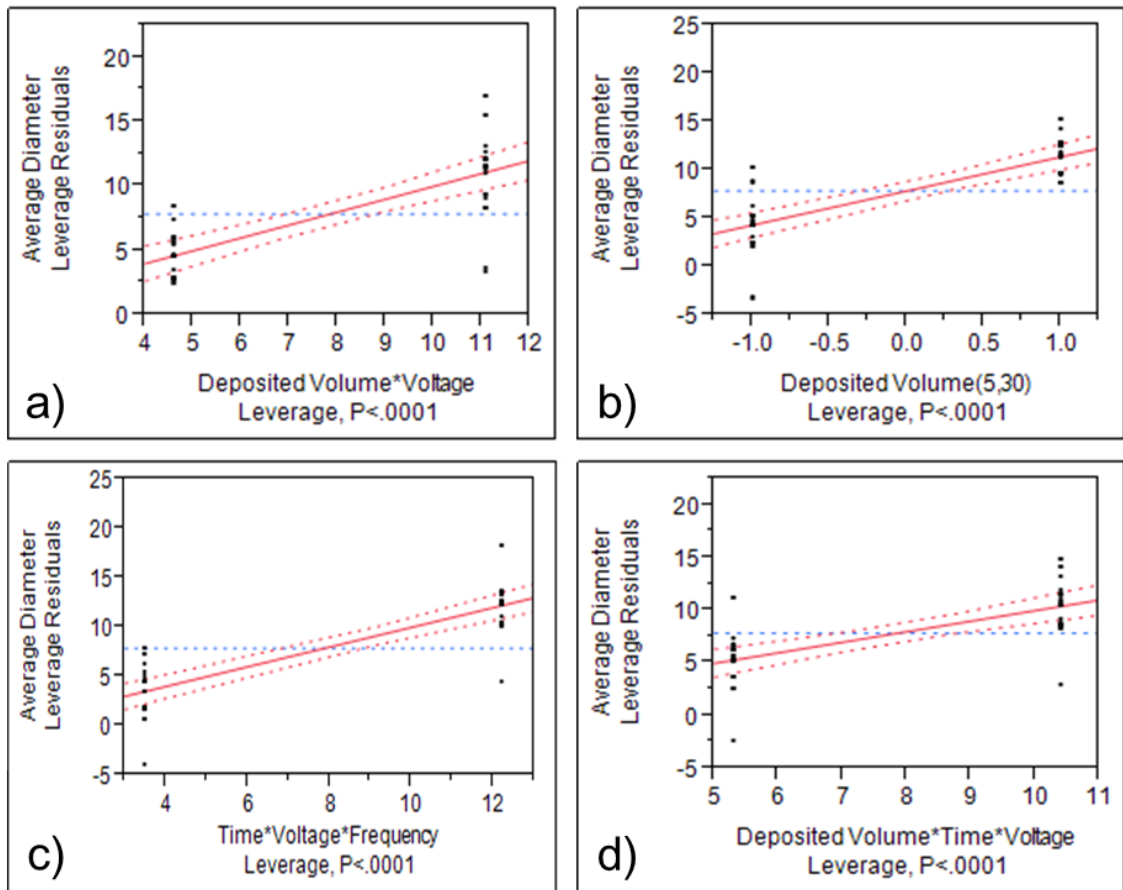 Average Diameter
Leverage Residuals
20
15
10
5
0
4 5 6 7 8 9 10 11 12
Deposited Volume*Voltage
Leverage, P<.0001
a)
Average Diameter
Leverage Residuals
25
20
15
10
5
0
-5
-1.0 -0.5 0.0 0.5 1.0
Deposited Volume(5,30)
Leverage, P<.0001
b)
Average Diameter
Leverage Residuals
25
20
15
10
5
0
-5
4 6 8 10 12
Time*Voltage*Frequency
Leverage, P<.0001
c)
Average Diameter
Leverage Residuals
20
15
10
5
0
-5
5 6 7 8 9 10 11
Deposited Volume*Time*Voltage
Leverage, P<.0001
d)